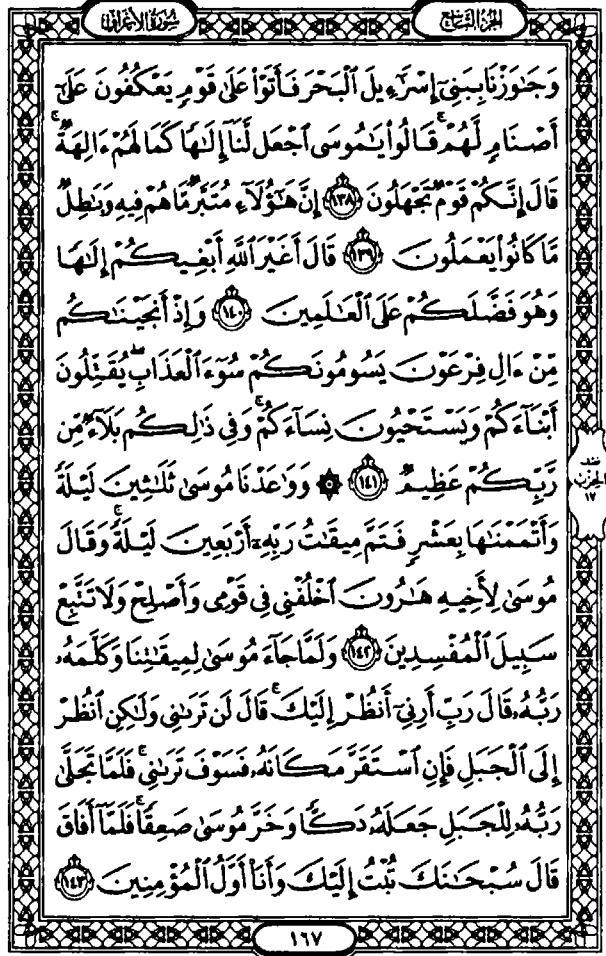 الجزء التاسع
سورة الأعراف
وَجَٰوَزْنَا بِبَنِىٓ إِسْرَٰٓءِيلَ ٱلْبَحْرَ فَأَتَوْا۟ عَلَىٰ قَوْمٍ يَعْكُفُونَ عَلَىٰٓ
أَصْنَامٍ لَّهُمْ ۚ قَالُوا۟ يَٰمُوسَى ٱجْعَل لَّنَآ إِلَٰهًا كَمَا لَهُمْ ءَالِهَةٌ ۚ
قَالَ إِنَّكُمْ قَوْمٌ تَجْهَلُونَ ١٣٨ إِنَّ هَٰٓؤُلَآءِ مُتَبَّرٌ مَّا هُمْ فِيهِ وَبَٰطِلٌ
مَّا كَانُوا۟ يَعْمَلُونَ ١٣٩ قَالَ أَغَيْرَ ٱللَّهِ أَبْغِيكُمْ إِلَٰهًا
وَهُوَ فَضَّلَكُمْ عَلَى ٱلْعَٰلَمِينَ ١٤٠ وَإِذْ أَنجَيْنَٰكُم
مِّنْ ءَالِ فِرْعَوْنَ يَسُومُونَكُمْ سُوٓءَ ٱلْعَذَابِ ۖ يُقَتِّلُونَ
أَبْنَآءَكُمْ وَيَسْتَحْيُونَ نِسَآءَكُمْ ۚ وَفِى ذَٰلِكُم بَلَآءٌ مِّن
رَّبِّكُمْ عَظِيمٌ ١٤١ ۞ وَوَٰعَدْنَا مُوسَىٰ ثَلَٰثِينَ لَيْلَةً
وَأَتْمَمْنَٰهَا بِعَشْرٍ فَتَمَّ مِيقَٰتُ رَبِّهِۦٓ أَرْبَعِينَ لَيْلَةً ۚ وَقَالَ
مُوسَىٰ لِأَخِيهِ هَٰرُونَ ٱخْلُفْنِى فِى قَوْمِى وَأَصْلِحْ وَلَا تَتَّبِعْ
سَبِيلَ ٱلْمُفْسِدِينَ ١٤٢ وَلَمَّا جَآءَ مُوسَىٰ لِمِيقَٰتِنَا وَكَلَّمَهُۥ
رَبُّهُۥ قَالَ رَبِّ أَرِنِىٓ أَنظُرْ إِلَيْكَ ۚ قَالَ لَن تَرَىٰنِى وَلَٰكِنِ ٱنظُرْ
إِلَى ٱلْجَبَلِ فَإِنِ ٱسْتَقَرَّ مَكَانَهُۥ فَسَوْفَ تَرَىٰنِى ۚ فَلَمَّا تَجَلَّىٰ
رَبُّهُۥ لِلْجَبَلِ جَعَلَهُۥ دَكًّا وَخَرَّ مُوسَىٰ صَعِقًا ۚ فَلَمَّآ أَفَاقَ
قَالَ سُبْحَٰنَكَ تُبْتُ إِلَيْكَ وَأَنَا۠ أَوَّلُ ٱلْمُؤْمِنِينَ ١٤٣
نصف
الحزب
١٧
١٦٧